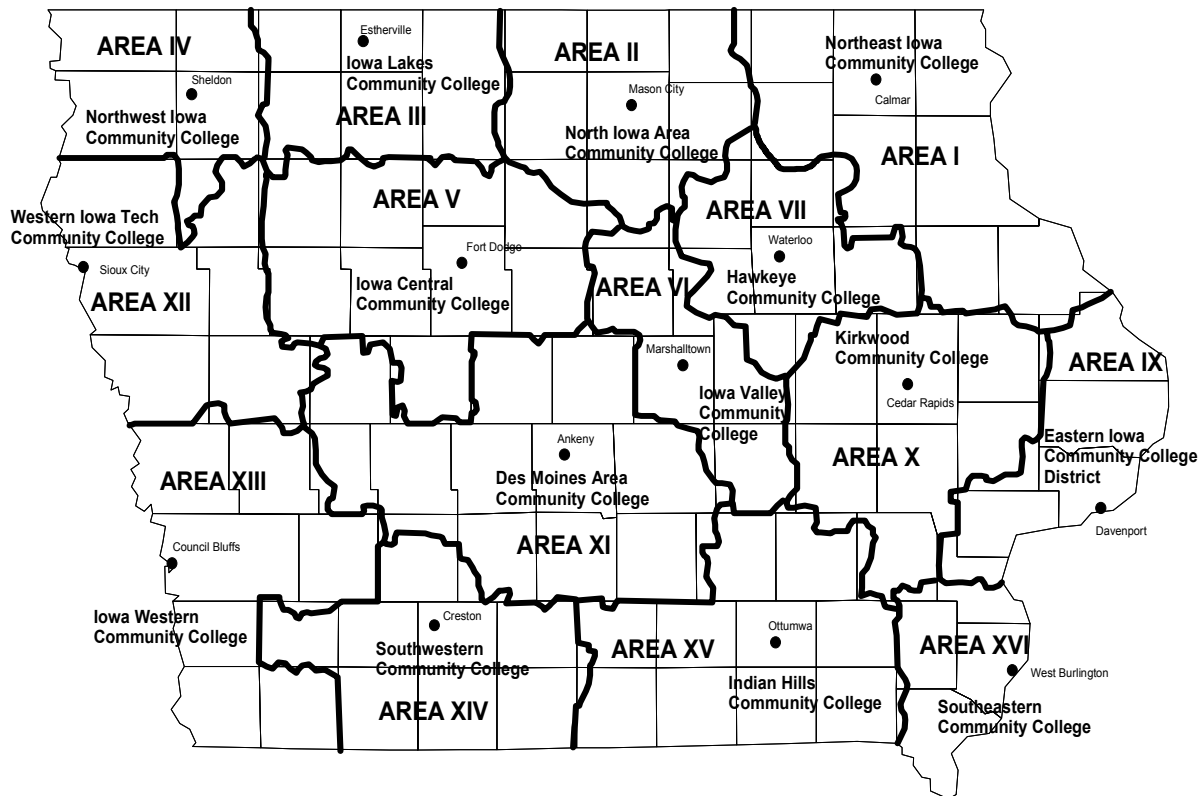 AREA IV
Estherville
Iowa Lakes
Community College
AREA II
Northeast Iowa
Community College
Sheldon
Calmar
Northwest Iowa
Community College
AREA III
Mason City
North Iowa Area
Community College
AREA I
AREA V
AREA VII
Western Iowa Tech
Community College
Sioux City
Fort Dodge
Waterloo
AREA XII
Iowa Central
Community College
AREA VI
Hawkeye
Community College
Marshalltown
Kirkwood
Community College
AREA IX
Iowa Valley
Community
College
Cedar Rapids
AREA XIII
Ankeny
Des Moines Area
Community College
AREA X
Eastern Iowa
Community College
District
Davenport
Council Bluffs
AREA XI
Iowa Western
Community College
Creston
Southwestern
Community College
AREA XV
Ottumwa
AREA XVI
West Burlington
AREA XIV
Indian Hills
Community College
Southeastern
Community College